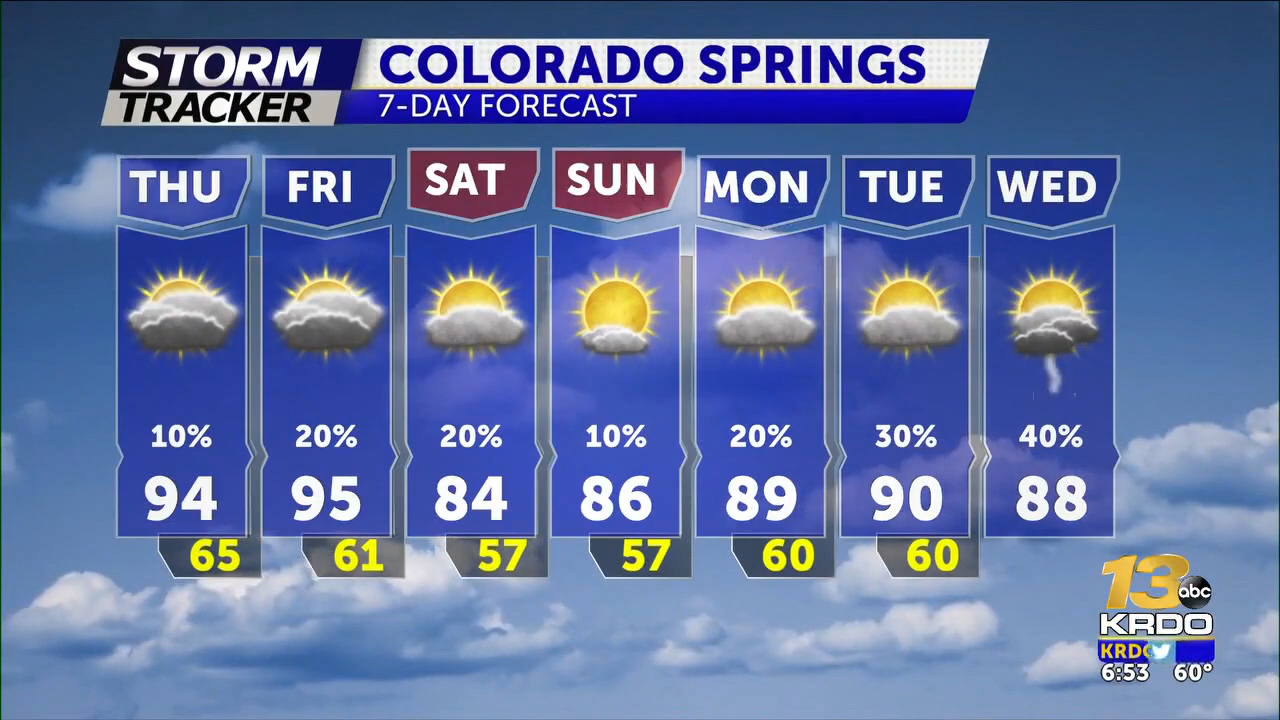 STORM TRACKER
COLORADO SPRINGS
7-DAY FORECAST
THU FRI SAT SUN MON TUE WED
10% 20% 20% 10% 20% 30% 40%
94 95 84 86 89 90 88
65 61 57 57 60 60
13 abc
KRDO
KRDO
6:53 60°